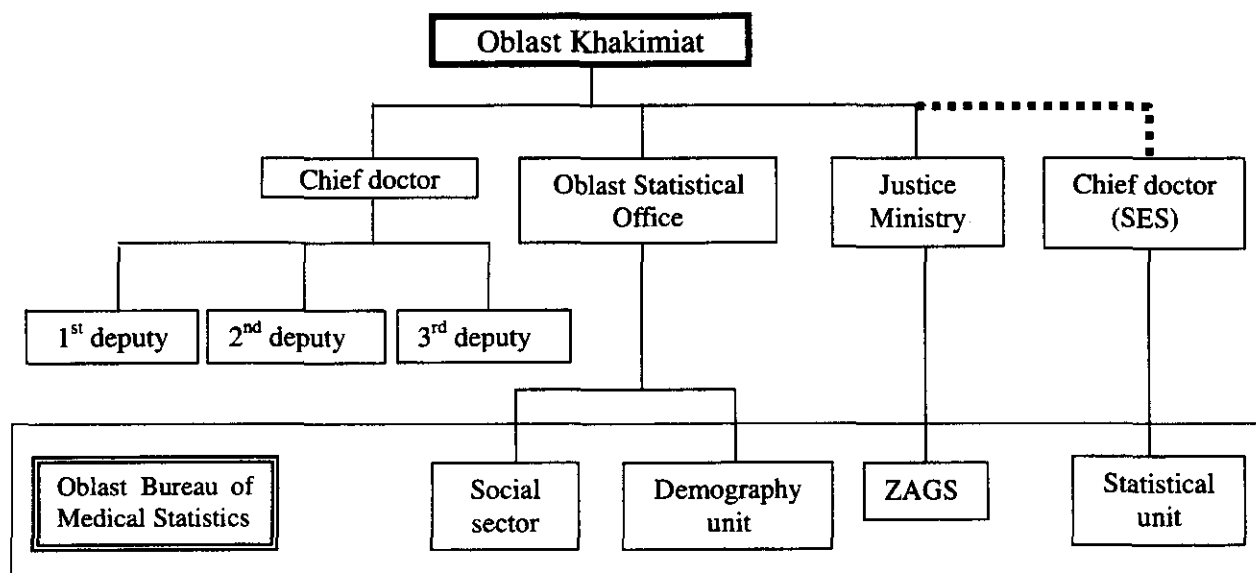 Oblast Khakimiat
Chief doctor
Oblast Statistical
Office
Justice
Ministry
Chief doctor
(SES)
1st deputy
2nd deputy
3rd deputy
Oblast Bureau of
Medical Statistics
Social
sector
Demography
unit
ZAGS
Statistical
unit